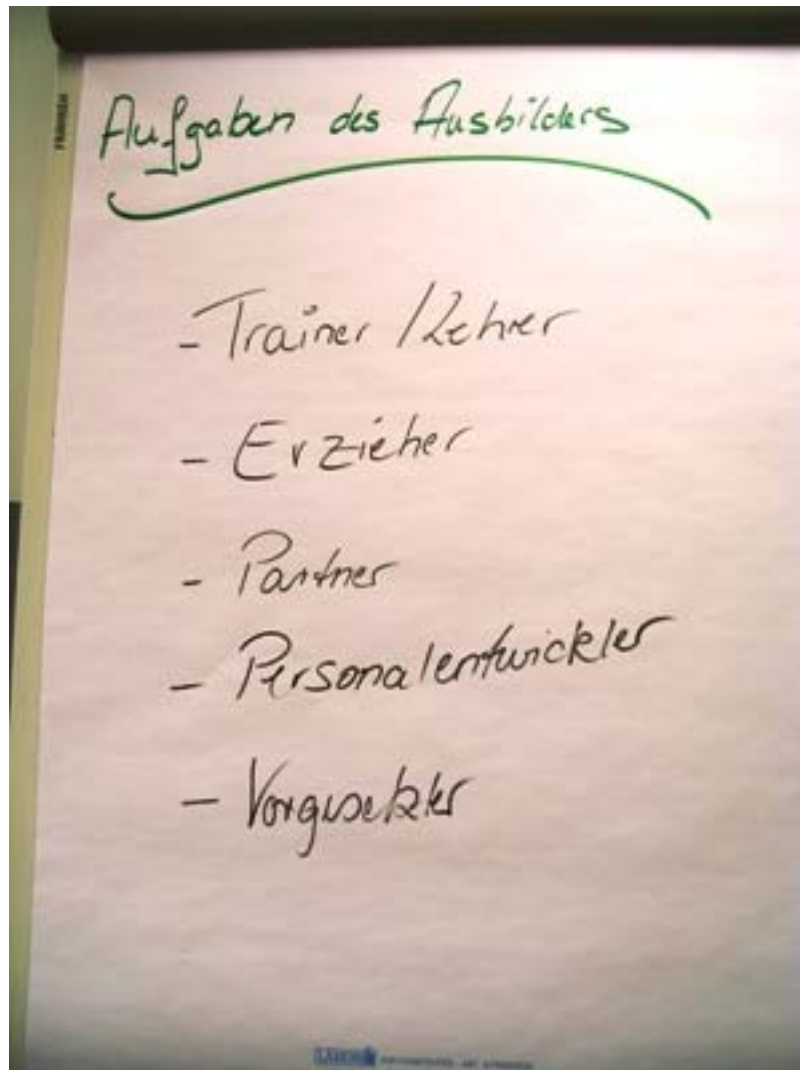 Aufgaben des Ausbilders
- Trainer / Lehrer
- Erzieher
- Partner
- Personalentwickler
- Vorgesetzter